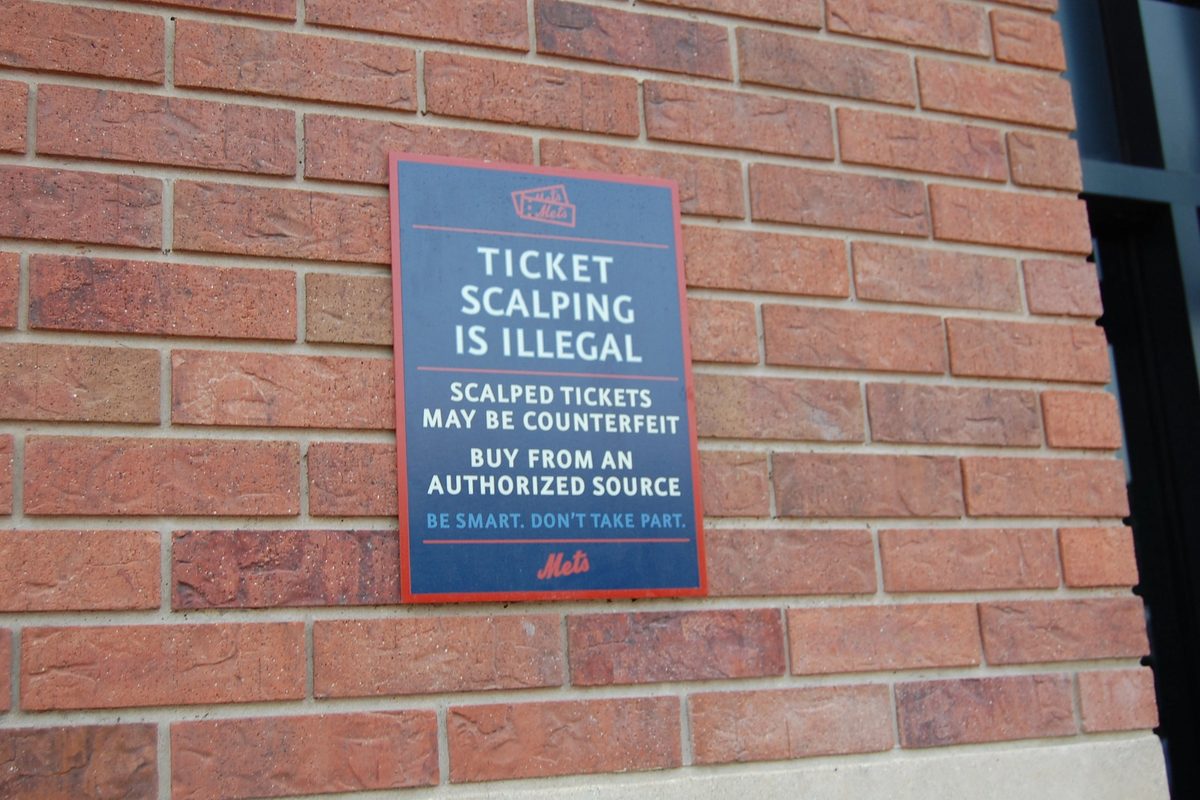 Mets
Mets
TICKET
SCALPING
IS ILLEGAL
SCALPED TICKETS
MAY BE COUNTERFEIT
BUY FROM AN
AUTHORIZED SOURCE
BE SMART. DON'T TAKE PART.
Mets